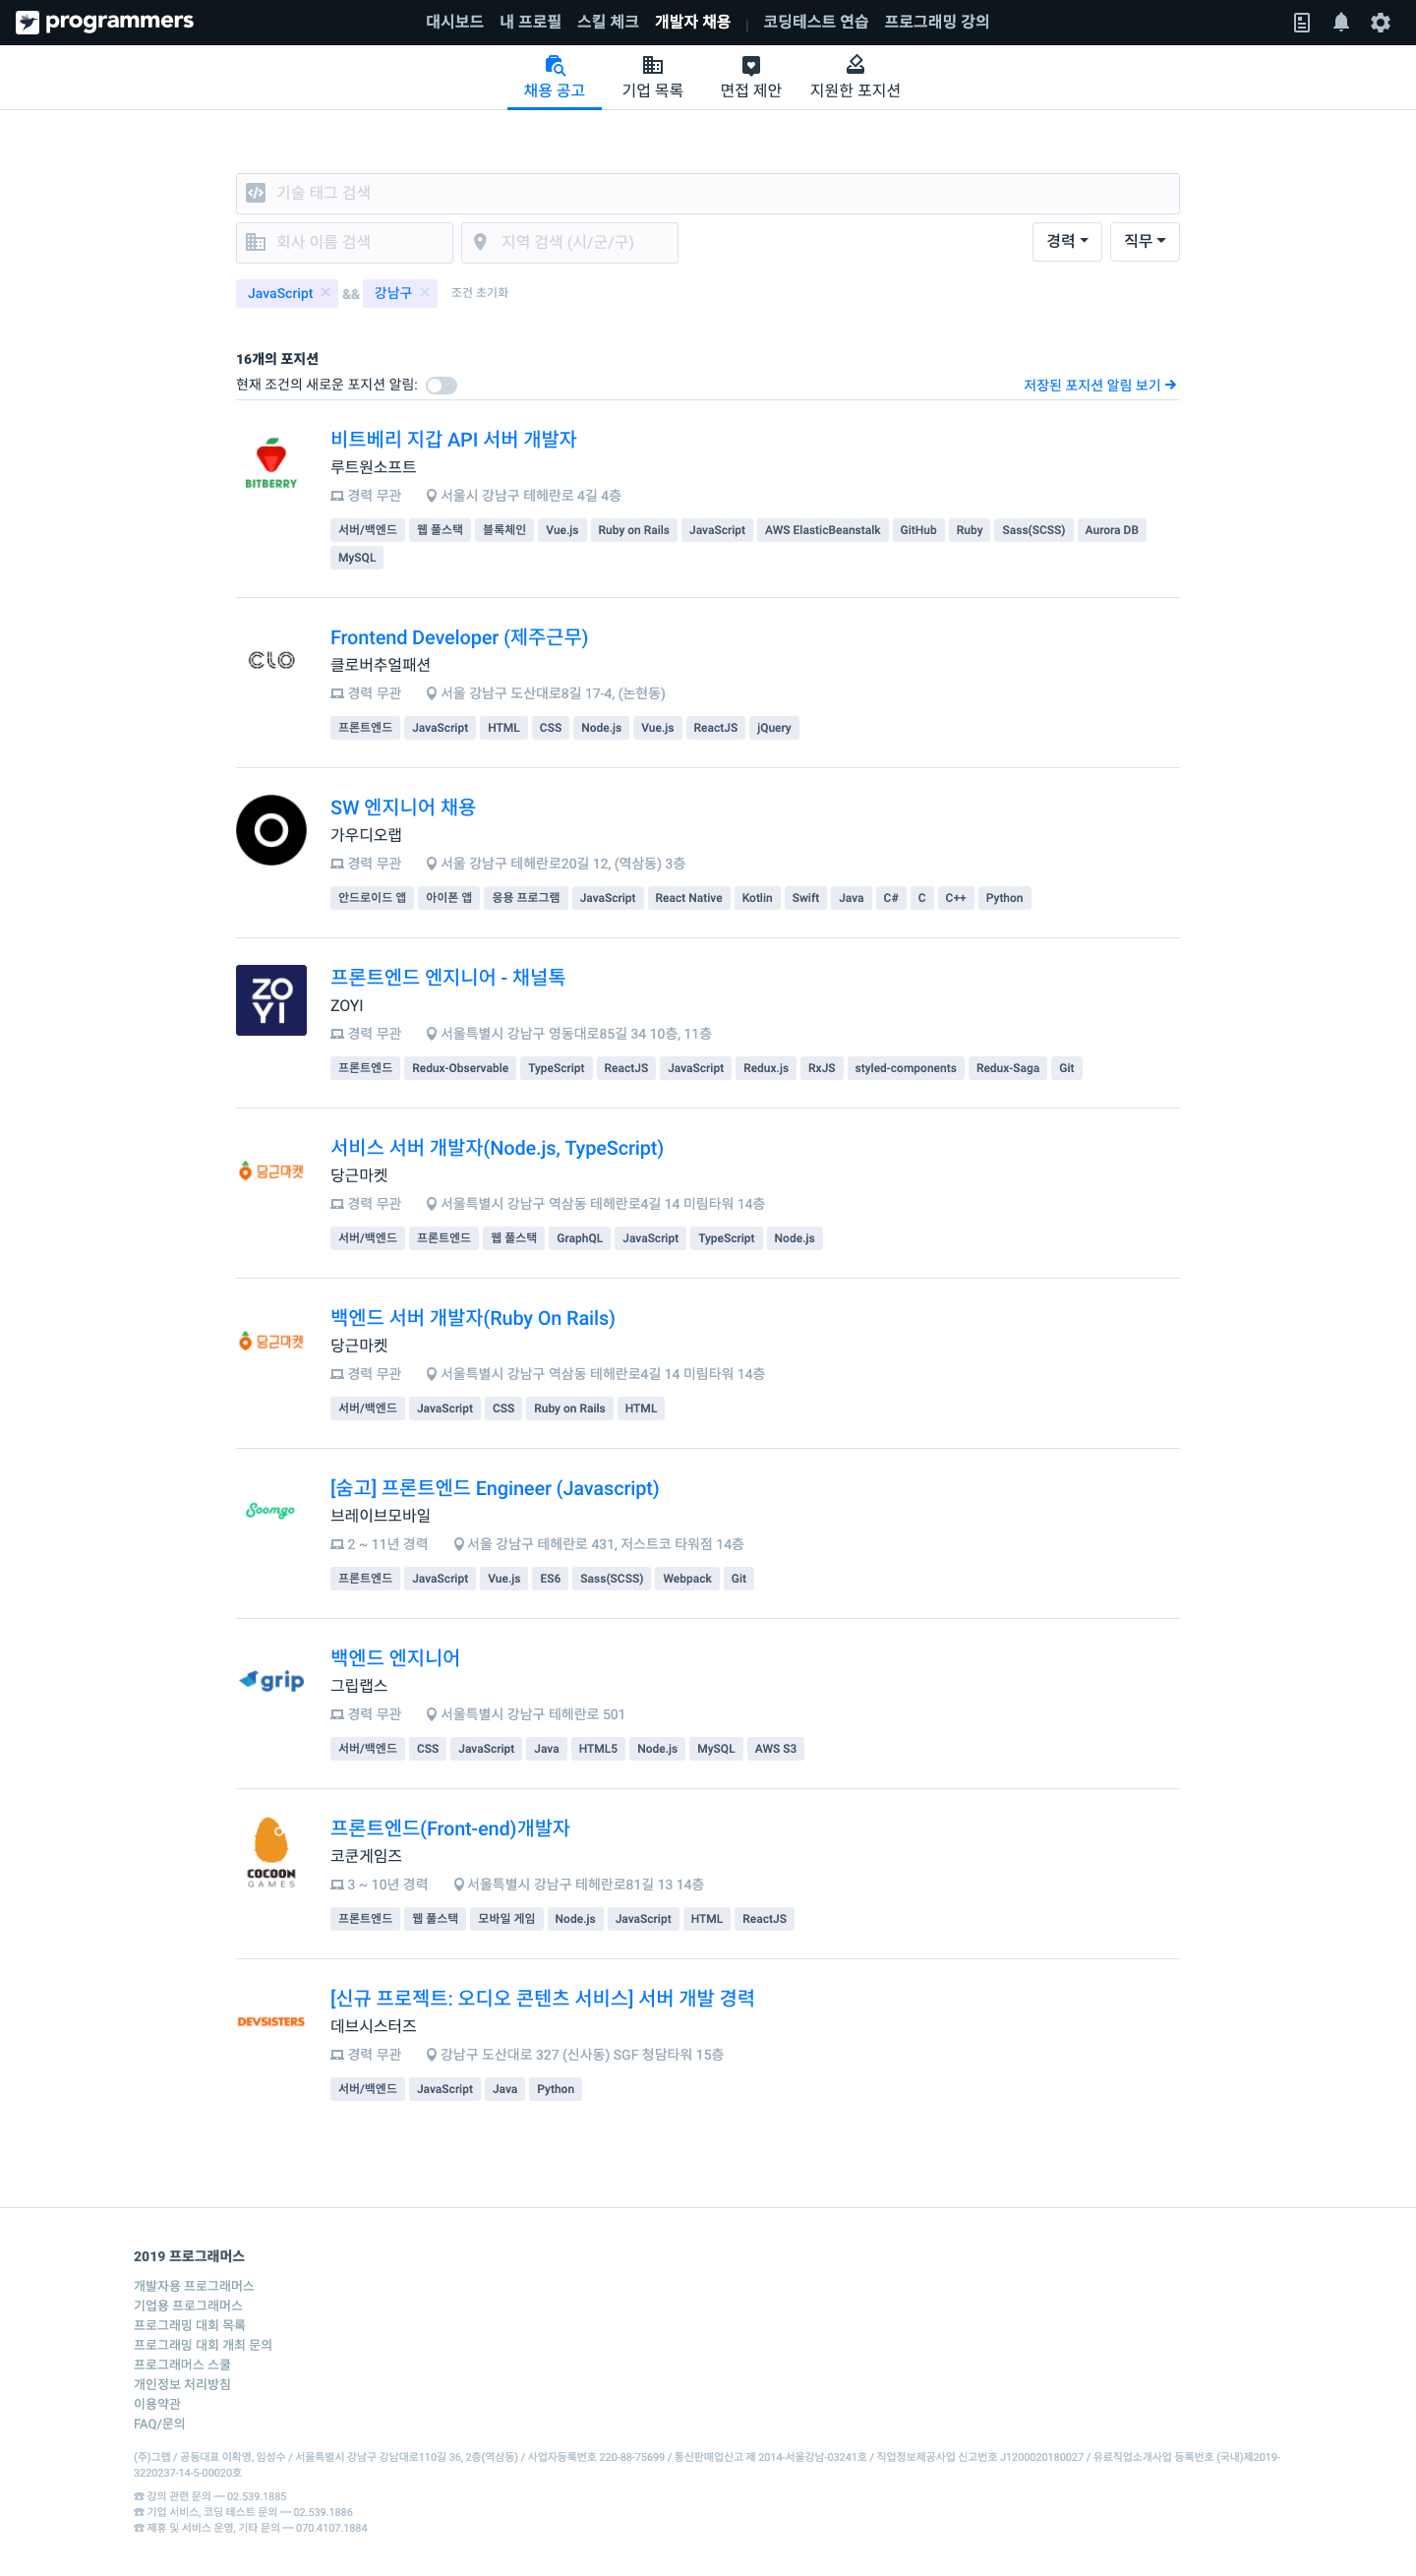 programmers
대시보드 내 프로필 스킬 체크 개발자 채용 | 코딩테스트 연습 프로그래밍 강의
채용 공고 기업 목록 면접 제안 지원한 포지션
기술 태그 검색
회사 이름 검색 지역 검색 (시/군/구) 경력 직무
JavaScript × && 강남구 × 조건 초기화
16개의 포지션
현재 조건의 새로운 포지션 알림: 저장된 포지션 알림 보기 →
BITBERRY
비트베리 지갑 API 서버 개발자
루트원소프트
경력 무관 서울시 강남구 테헤란로 4길 4층
서버/백엔드 웹 풀스택 블록체인 Vue.js Ruby on Rails JavaScript AWS ElasticBeanstalk GitHub Ruby Sass(SCSS) Aurora DB
MySQL
CLO
Frontend Developer (제주근무)
클로버추얼패션
경력 무관 서울 강남구 도산대로8길 17-4, (논현동)
프론트엔드 JavaScript HTML CSS Node.js Vue.js ReactJS jQuery
SW 엔지니어 채용
가우디오랩
경력 무관 서울 강남구 테헤란로20길 12, (역삼동) 3층
안드로이드 앱 아이폰 앱 응용 프로그램 JavaScript React Native Kotlin Swift Java C# C C++ Python
ZOYI
프론트엔드 엔지니어 - 채널톡
ZOYI
경력 무관 서울특별시 강남구 영동대로85길 34 10층, 11층
프론트엔드 Redux-Observable TypeScript ReactJS JavaScript Redux.js RxJS styled-components Redux-Saga Git
당근마켓
서비스 서버 개발자(Node.js, TypeScript)
당근마켓
경력 무관 서울특별시 강남구 역삼동 테헤란로4길 14 미림타워 14층
서버/백엔드 프론트엔드 웹 풀스택 GraphQL JavaScript TypeScript Node.js
당근마켓
백엔드 서버 개발자(Ruby On Rails)
당근마켓
경력 무관 서울특별시 강남구 역삼동 테헤란로4길 14 미림타워 14층
서버/백엔드 JavaScript CSS Ruby on Rails HTML
Soomgo
[숨고] 프론트엔드 Engineer (Javascript)
브레이브모바일
2 ~ 11년 경력 서울 강남구 테헤란로 431, 저스트코 타워점 14층
프론트엔드 JavaScript Vue.js ES6 Sass(SCSS) Webpack Git
grip
백엔드 엔지니어
그립랩스
경력 무관 서울특별시 강남구 테헤란로 501
서버/백엔드 CSS JavaScript Java HTML5 Node.js MySQL AWS S3
COCOON
GAMES
프론트엔드(Front-end)개발자
코쿤게임즈
3 ~ 10년 경력 서울특별시 강남구 테헤란로81길 13 14층
프론트엔드 웹 풀스택 모바일 게임 Node.js JavaScript HTML ReactJS
DEVSISTERS
[신규 프로젝트: 오디오 콘텐츠 서비스] 서버 개발 경력
데브시스터즈
경력 무관 강남구 도산대로 327 (신사동) SGF 청담타워 15층
서버/백엔드 JavaScript Java Python
2019 프로그래머스
개발자용 프로그래머스
기업용 프로그래머스
프로그래밍 대회 목록
프로그래밍 대회 개최 문의
프로그래머스 스쿨
개인정보 처리방침
이용약관
FAQ/문의
(주)그렙 / 공동대표 이확영, 임성수 / 서울특별시 강남구 강남대로110길 36, 2층(역삼동) / 사업자등록번호 220-88-75699 / 통신판매업신고 제 2014-서울강남-03241호 / 직업정보제공사업 신고번호 J1200020180027 / 유료직업소개사업 등록번호 (국내)제2019-
3220237-14-5-00020호
☎ 강의 관련 문의 — 02.539.1885
☎ 기업 서비스, 코딩 테스트 문의 — 02.539.1886
☎ 제휴 및 서비스 운영, 기타 문의 — 070.4107.1884